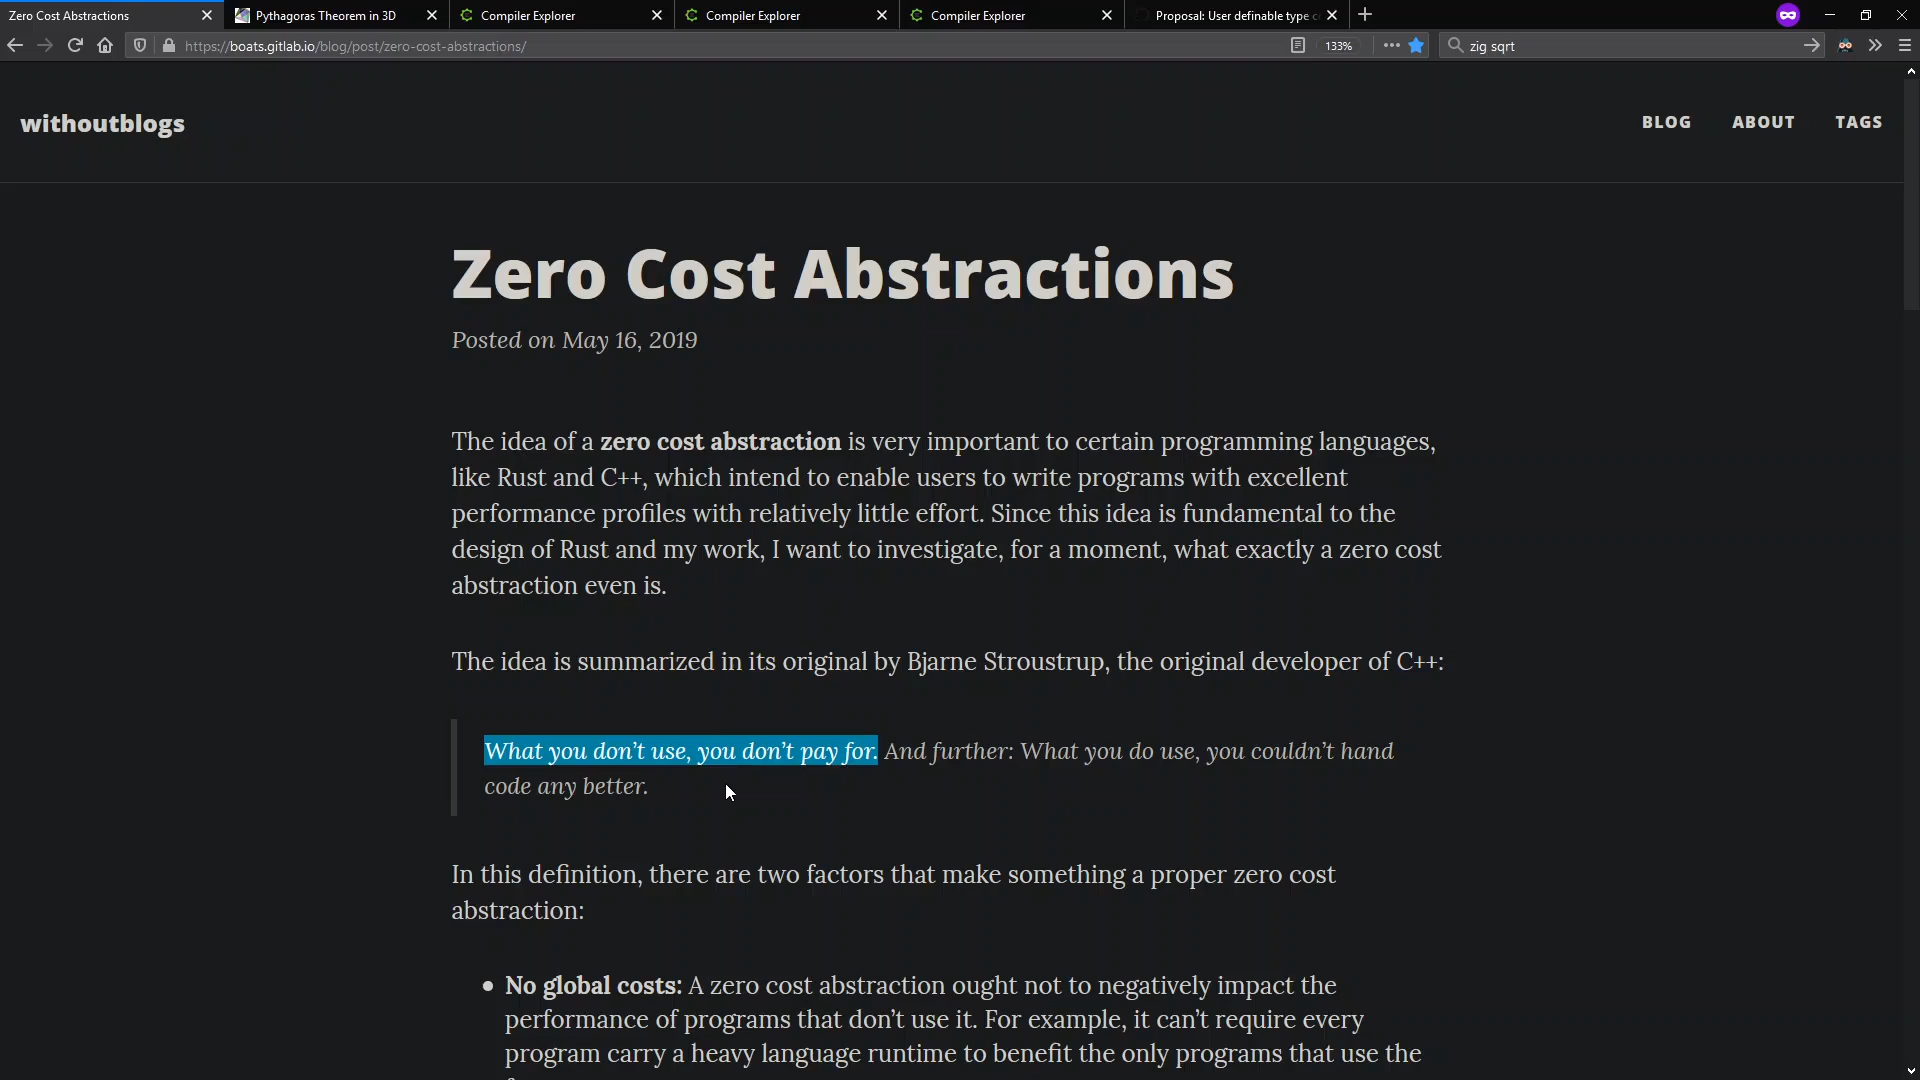 Zero Cost Abstractions
Pythagoras Theorem in 3D
Compiler Explorer
Compiler Explorer
Compiler Explorer
Proposal: User definable type c
https://boats.gitlab.io/blog/post/zero-cost-abstractions/
133%
zig sqrt
withoutblogs
BLOG
ABOUT
TAGS
Zero Cost Abstractions
Posted on May 16, 2019
The idea of a zero cost abstraction is very important to certain programming languages,
like Rust and C++, which intend to enable users to write programs with excellent
performance profiles with relatively little effort. Since this idea is fundamental to the
design of Rust and my work, I want to investigate, for a moment, what exactly a zero cost
abstraction even is.
The idea is summarized in its original by Bjarne Stroustrup, the original developer of C++:
What you don’t use, you don’t pay for. And further: What you do use, you couldn’t hand
code any better.
In this definition, there are two factors that make something a proper zero cost
abstraction:
• No global costs: A zero cost abstraction ought not to negatively impact the
performance of programs that don’t use it. For example, it can’t require every
program carry a heavy language runtime to benefit the only programs that use the